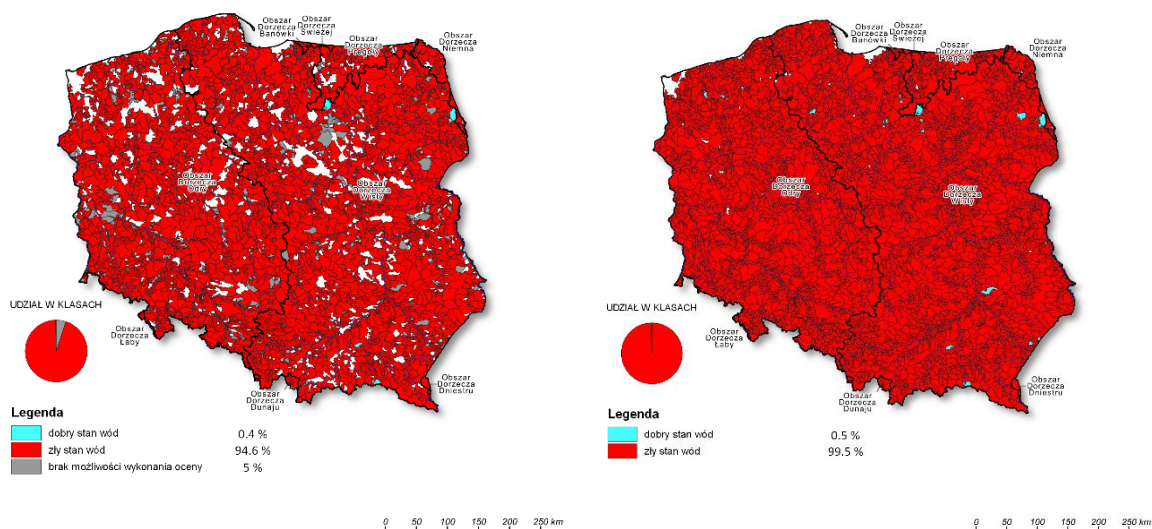 Obszar
Dorzecza
Banówki
Obszar
Dorzecza
Świeżej
Obszar
Dorzecza
Pregoły
Obszar
Dorzecza
Niemna
Obszar
Dorzecza
Odry
Obszar
Dorzecza
Wisły
UDZIAŁ W KLASACH
Obszar
Dorzecza
Łaby
Obszar
Dorzecza
Dniestru
Obszar
Dorzecza
Dunaju
Legenda
dobry stan wód 0.4 %
zły stan wód 94.6 %
brak możliwości wykonania oceny 5 %
0 50 100 150 200 250 km
Obszar
Dorzecza
Banówki
Obszar
Dorzecza
Świeżej
Obszar
Dorzecza
Pregoły
Obszar
Dorzecza
Niemna
Obszar
Dorzecza
Odry
Obszar
Dorzecza
Wisły
UDZIAŁ W KLASACH
Obszar
Dorzecza
Łaby
Obszar
Dorzecza
Dniestru
Obszar
Dorzecza
Dunaju
Legenda
dobry stan wód 0.5 %
zły stan wód 99.5 %
0 50 100 150 200 250 km